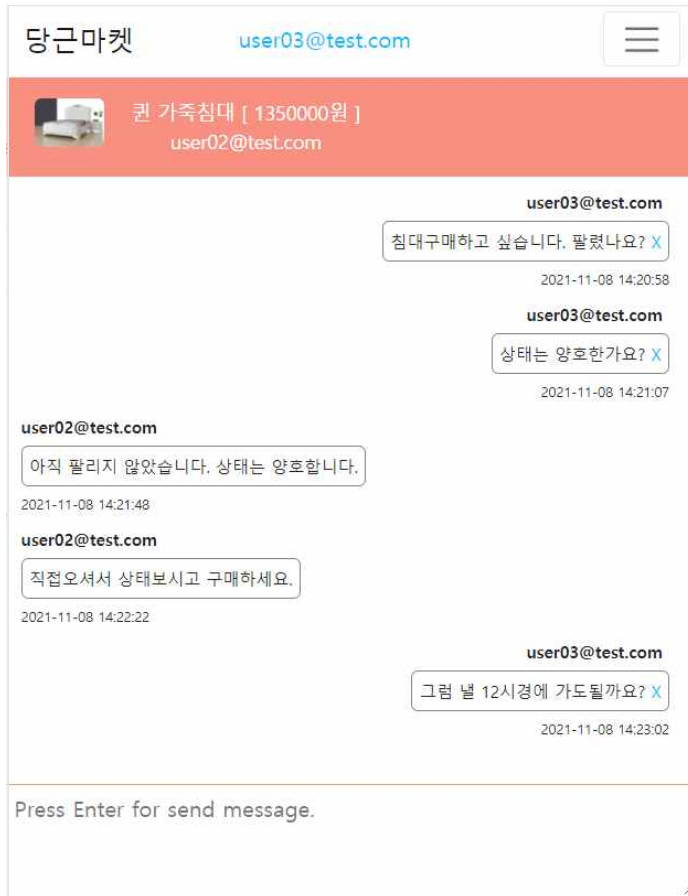 당근마켓 user03@test.com
퀸 가죽침대 [ 1350000원 ]
user02@test.com
user03@test.com
침대구매하고 싶습니다. 팔렸나요? X
2021-11-08 14:20:58
user03@test.com
상태는 양호한가요? X
2021-11-08 14:21:07
user02@test.com
아직 팔리지 않았습니다. 상태는 양호합니다.
2021-11-08 14:21:48
user02@test.com
직접오셔서 상태보시고 구매하세요.
2021-11-08 14:22:22
user03@test.com
그럼 낼 12시경에 가도될까요? X
2021-11-08 14:23:02
Press Enter for send message.